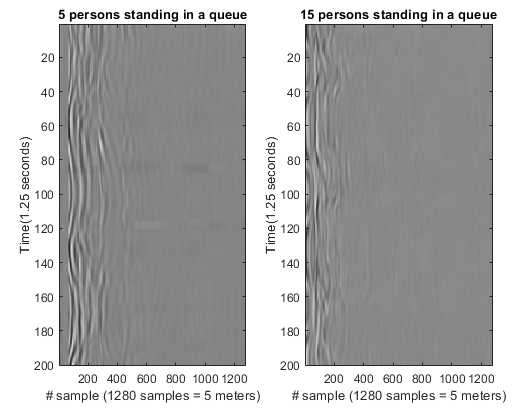 5 persons standing in a queue
20
40
60
80
100
120
140
160
180
200
Time(1.25 seconds)
200 400 600 800 1000 1200
# sample (1280 samples = 5 meters)
15 persons standing in a queue
20
40
60
80
100
120
140
160
180
200
Time(1.25 seconds)
200 400 600 800 1000 1200
# sample (1280 samples = 5 meters)